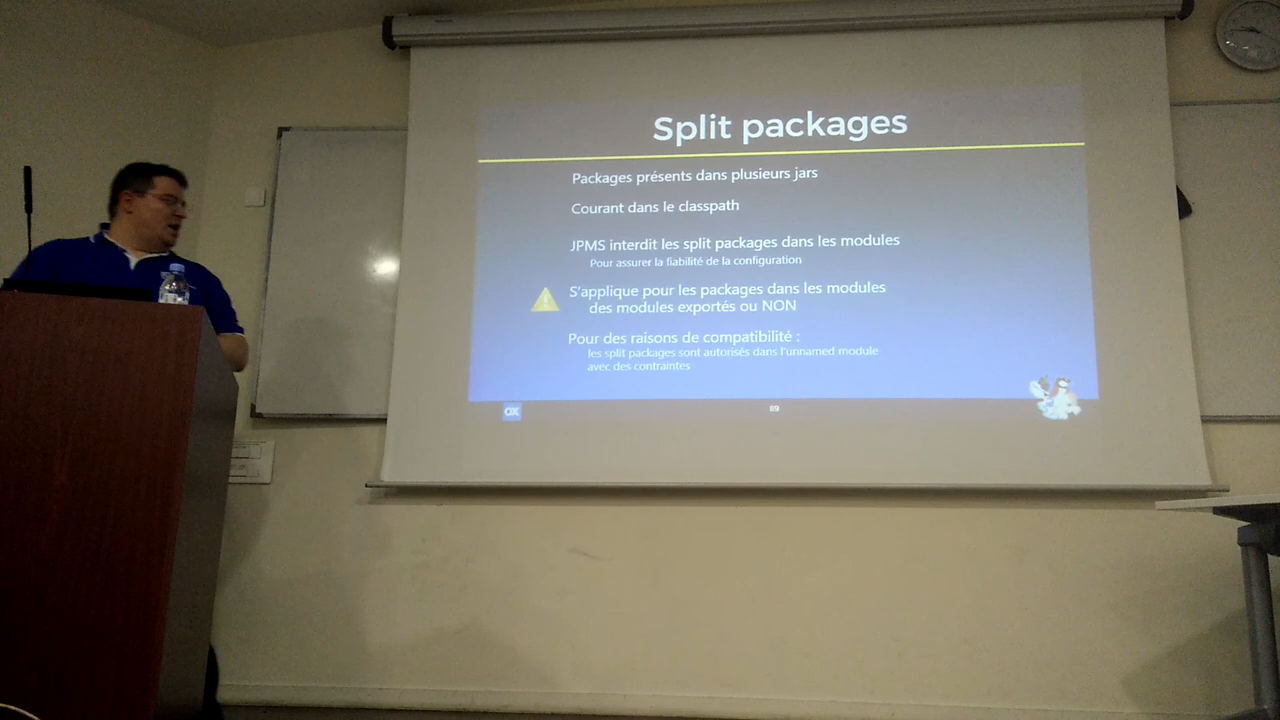 Split packages
Packages présents dans plusieurs jars
Courant dans le classpath
JPMS interdit les split packages dans les modules
Pour assurer la fiabilité de la configuration
S'applique pour les packages dans les modules
des modules exportés ou NON
Pour des raisons de compatibilité :
les split packages sont autorisés dans l'unnamed module
avec des contraintes
OX
89